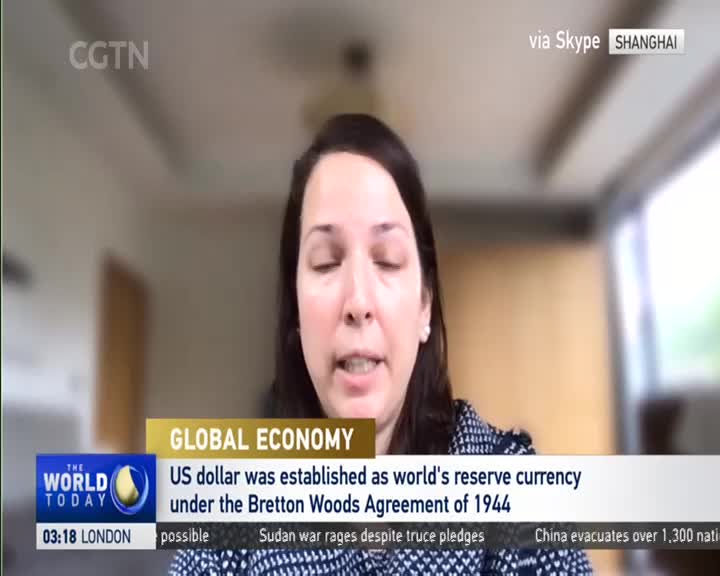 CGTN
via Skype SHANGHAI
GLOBAL ECONOMY
US dollar was established as world's reserve currency
under the Bretton Woods Agreement of 1944
THE
WORLD
TODAY
03:18 LONDON
possible Sudan war rages despite truce pledges China evacuates over 1,300 nati